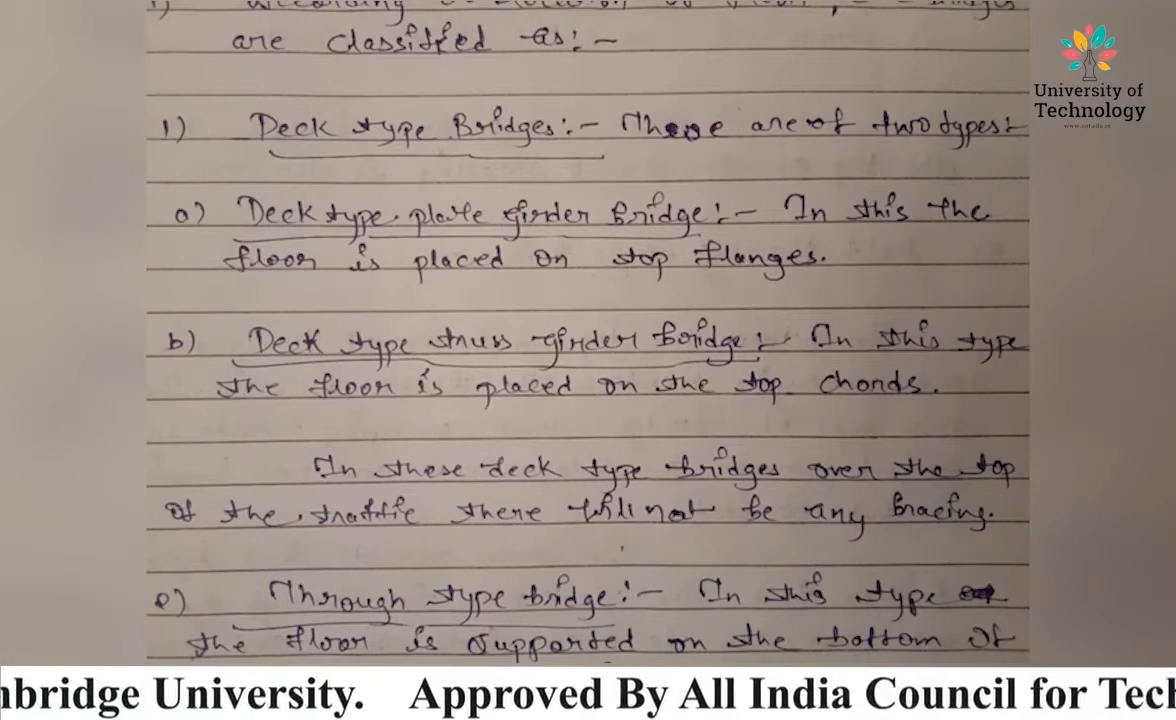 are classified as:-
University of
Technology
1) Deck type Bridges:- These are of two types:
a) Deck type plate girder bridge:- In this the
floor is placed on top flanges.
b) Deck type truss girder bridge:- In this type
the floor is placed on the top chords.
In these deck type bridges over the top
of the traffic there will not be any bracing.
e) Through type bridge:- In this type
the floor is supported on the bottom of
nbridge University. Approved By All India Council for Tec